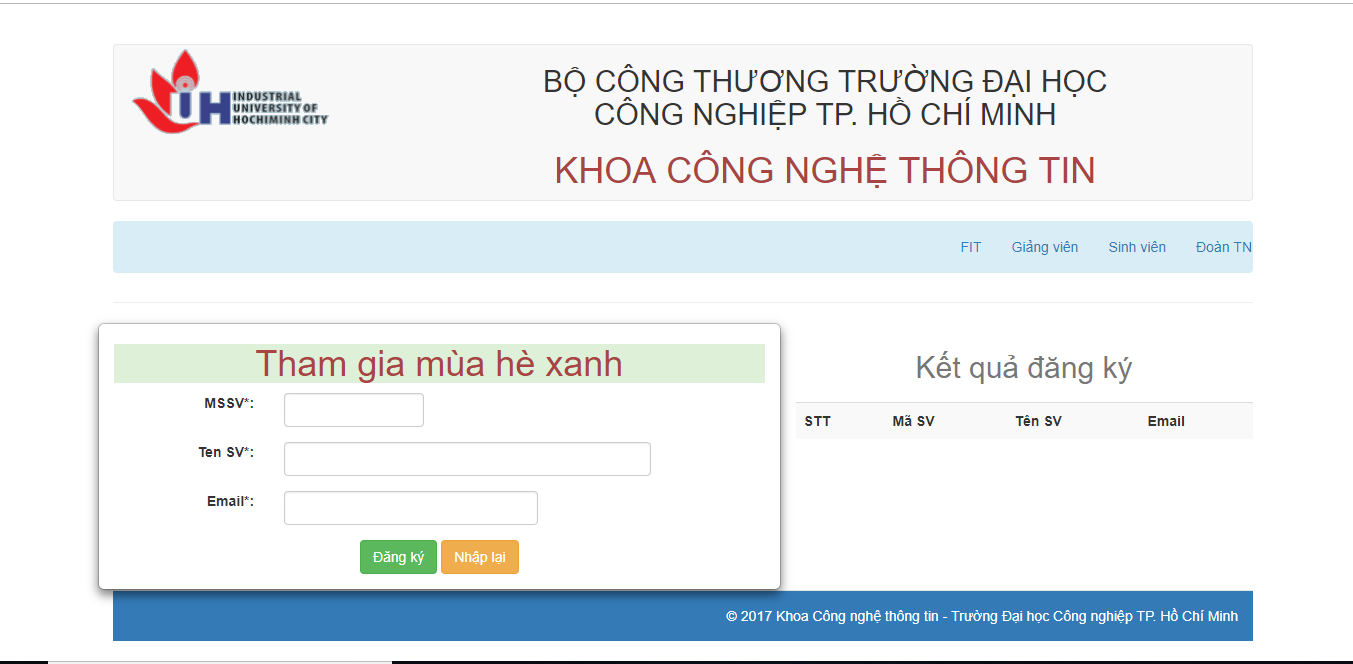 IUH INDUSTRIAL
UNIVERSITY OF
HOCHIMINH CITY
BỘ CÔNG THƯƠNG TRƯỜNG ĐẠI HỌC
CÔNG NGHIỆP TP. HỒ CHÍ MINH
KHOA CÔNG NGHỆ THÔNG TIN
FIT Giảng viên Sinh viên Đoàn TN
Tham gia mùa hè xanh
MSSV*:
Ten SV*:
Email*:
Đăng ký Nhập lại
Kết quả đăng ký
STT Mã SV Tên SV Email
© 2017 Khoa Công nghệ thông tin - Trường Đại học Công nghiệp TP. Hồ Chí Minh